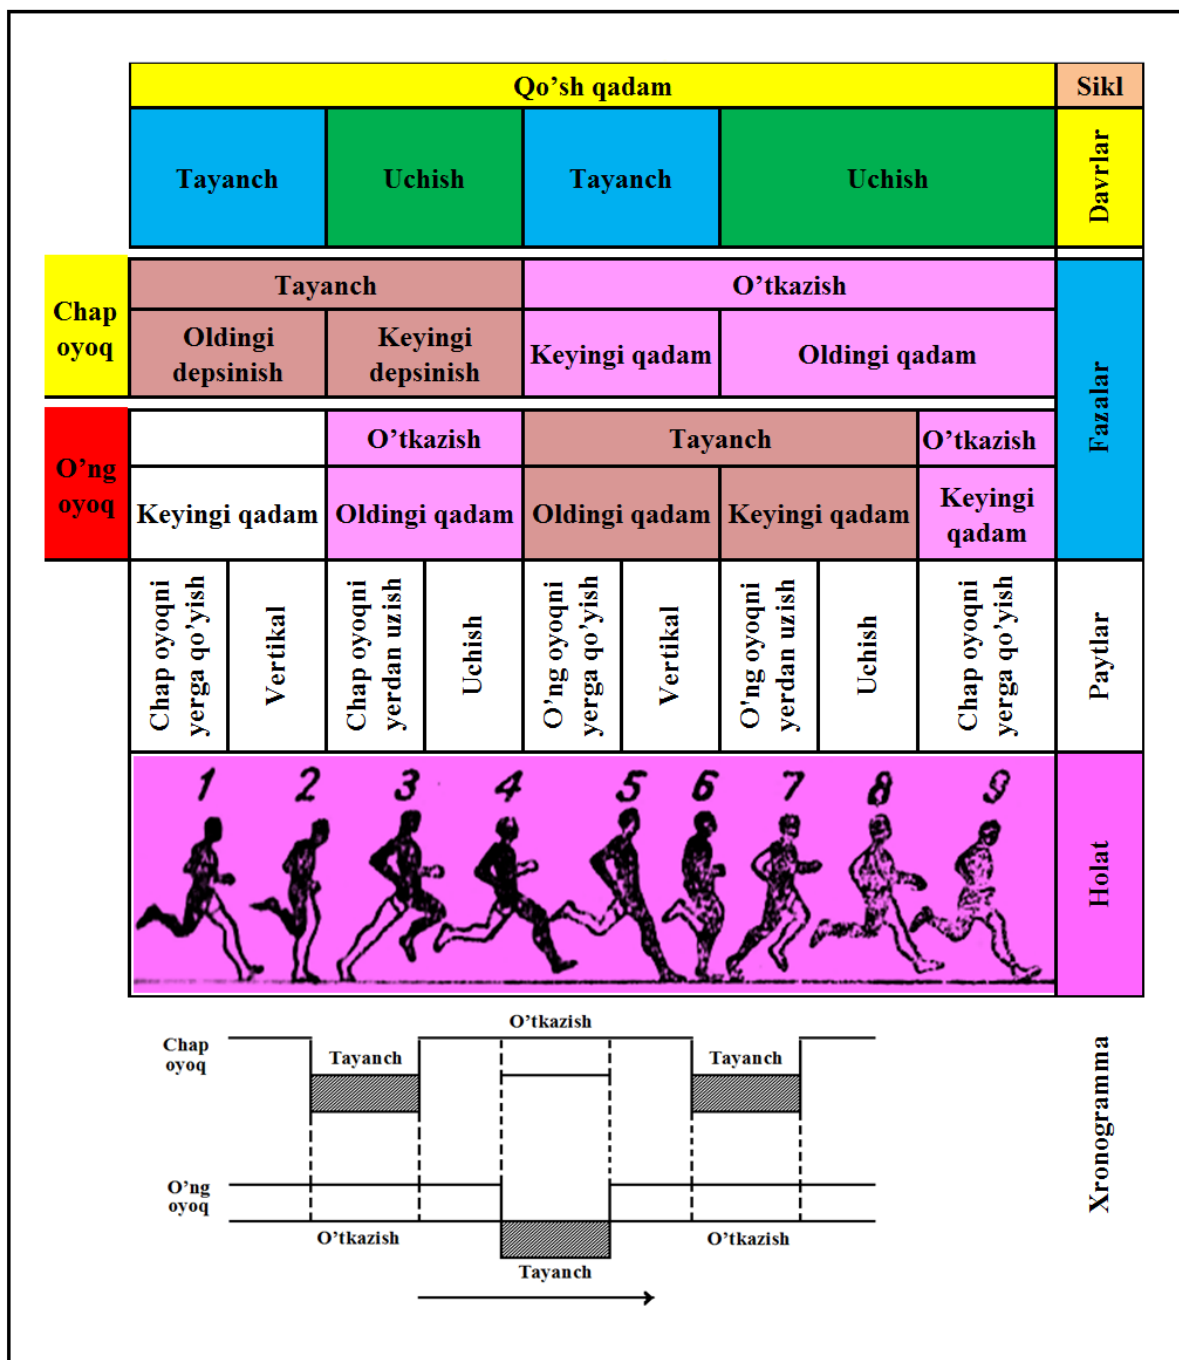 Qo’sh qadam
Sikl
Tayanch
Uchish
Tayanch
Uchish
Davrlar
Chap
oyoq
Tayanch
O’tkazish
Oldingi
depsinish
Keyingi
depsinish
Keyingi qadam
Oldingi qadam
Fazalar
O’ng
oyoq
O’tkazish
Tayanch
O’tkazish
Keyingi qadam
Oldingi qadam
Oldingi qadam
Keyingi qadam
Keyingi
qadam
Chap oyoqni
yerga qo’yish
Vertikal
Chap oyoqni
yerdan uzish
Uchish
O’ng oyoqni
yerga qo’yish
Vertikal
O'ng oyoqni
yerdan uzish
Uchish
Chap oyoqni
yerga qo’yish
Paytlar
1 2 3 4 5 6 7 8 9
Holat
O’tkazish
Chap
oyoq
Tayanch
Tayanch
O’ng
oyoq
O’tkazish
O’tkazish
Tayanch
Xronogramma